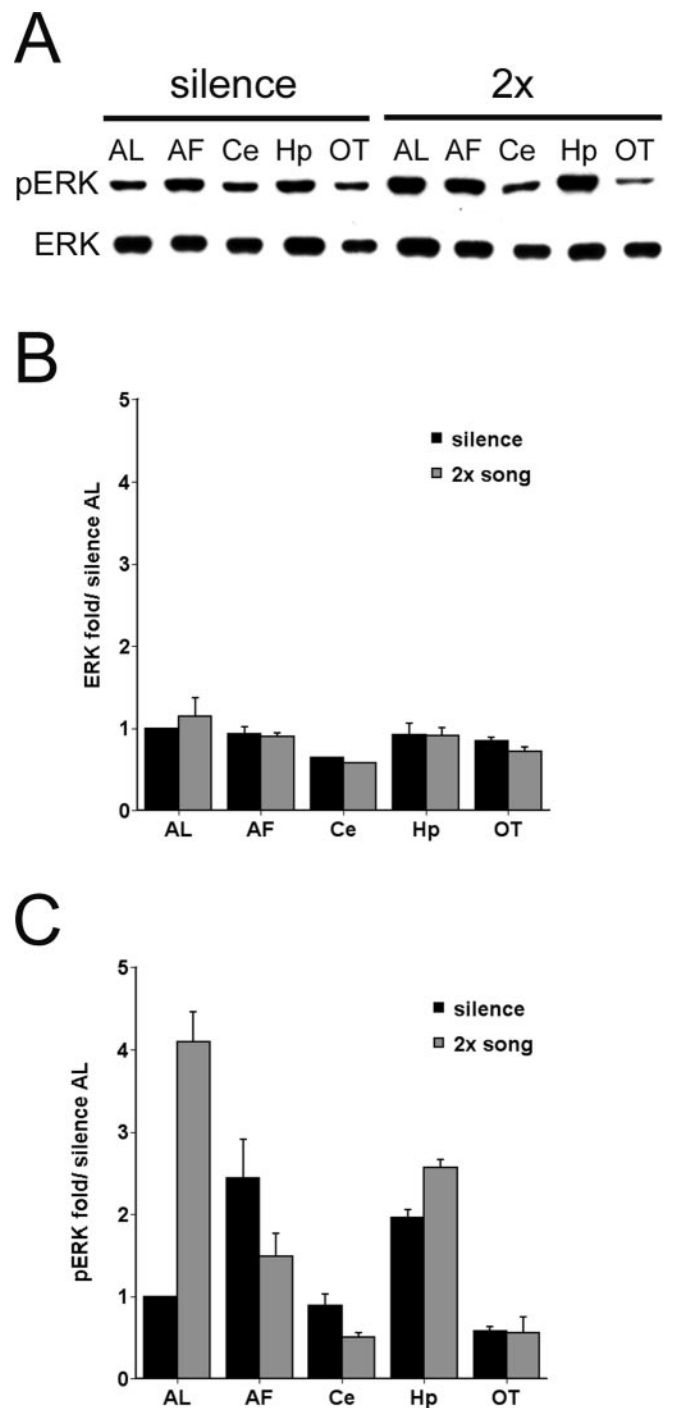 A
silence 2x
AL AF Ce Hp OT AL AF Ce Hp OT
pERK
ERK
B
ERK fold/ silence AL
5
4
3
2
1
0
silence
2x song
AL AF Ce Hp OT
C
pERK fold/ silence AL
5
4
3
2
1
0
silence
2x song
AL AF Ce Hp OT